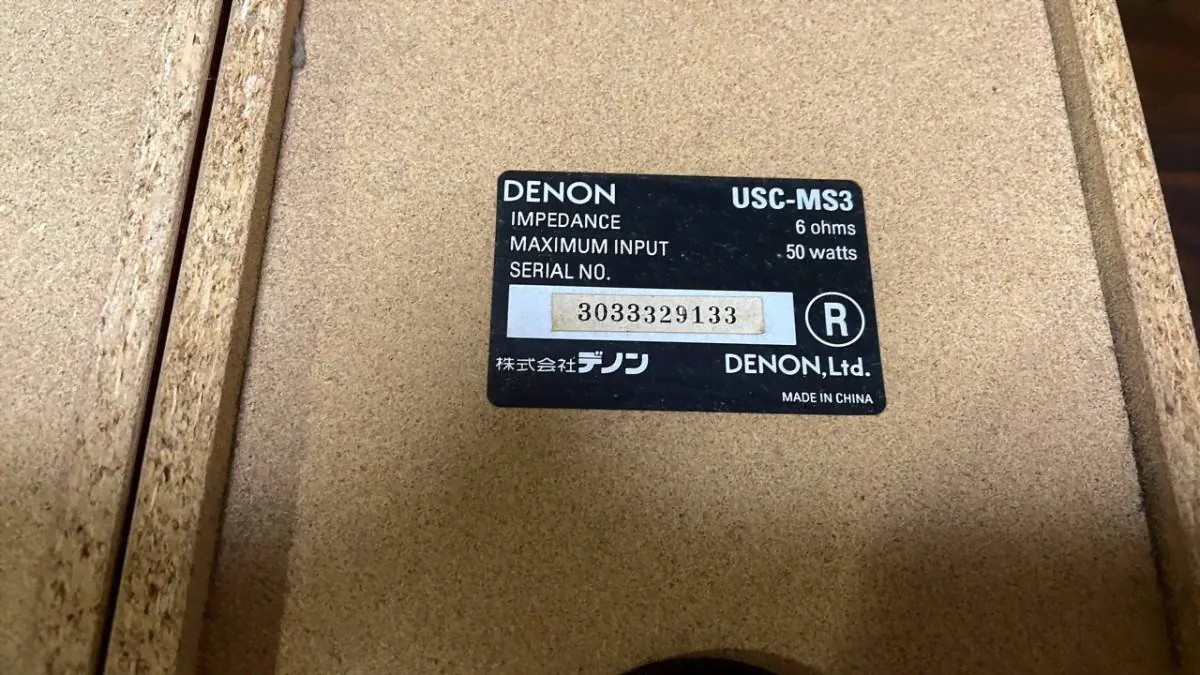 DENON USC-MS3
IMPEDANCE 6 ohms
MAXIMUM INPUT 50 watts
SERIAL NO.
3033329133 R
株式会社デノン DENON,Ltd.
MADE IN CHINA